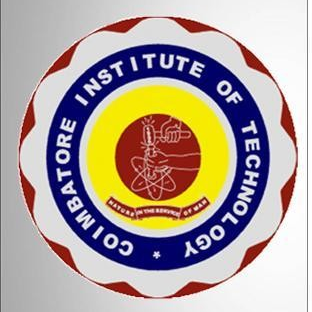 COIMBATORE INSTITUTE OF TECHNOLOGY
NATURE IN THE SERVICE OF MAN